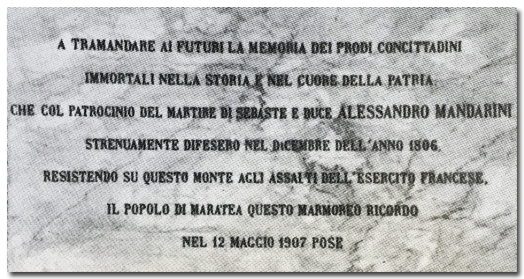 A TRAMANDARE AI FUTURI LA MEMORIA DEI PRODI CONCITTADINI
IMMORTALI NELLA STORIA E NEL CUORE DELLA PATRIA
CHE COL PATROCINIO DEL MARTIRE DI SEBASTE E DUCE ALESSANDRO MANDARINI
STRENUAMENTE DIFESERO NEL DICEMBRE DELL'ANNO 1806,
RESISTENDO SU QUESTO MONTE AGLI ASSALTI DELL'ESERCITO FRANCESE,
IL POPOLO DI MARATEA QUESTO MARMOREO RICORDO
NEL 12 MAGGIO 1907 POSE